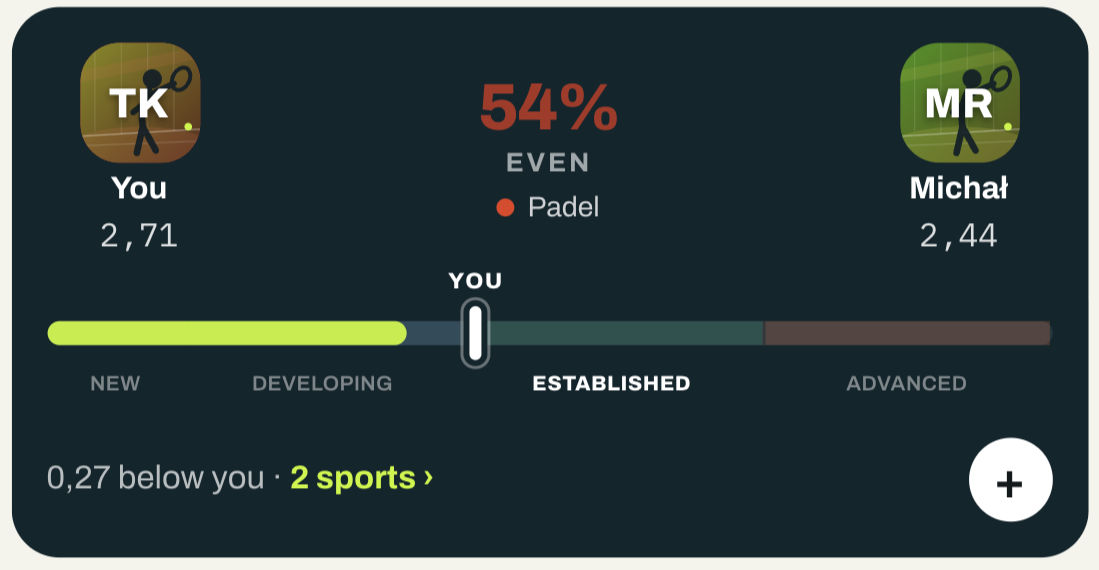 TK
You
2,71
54%
EVEN
Padel
MR
Michał
2,44
YOU
NEW DEVELOPING ESTABLISHED ADVANCED
0,27 below you · 2 sports ›
+